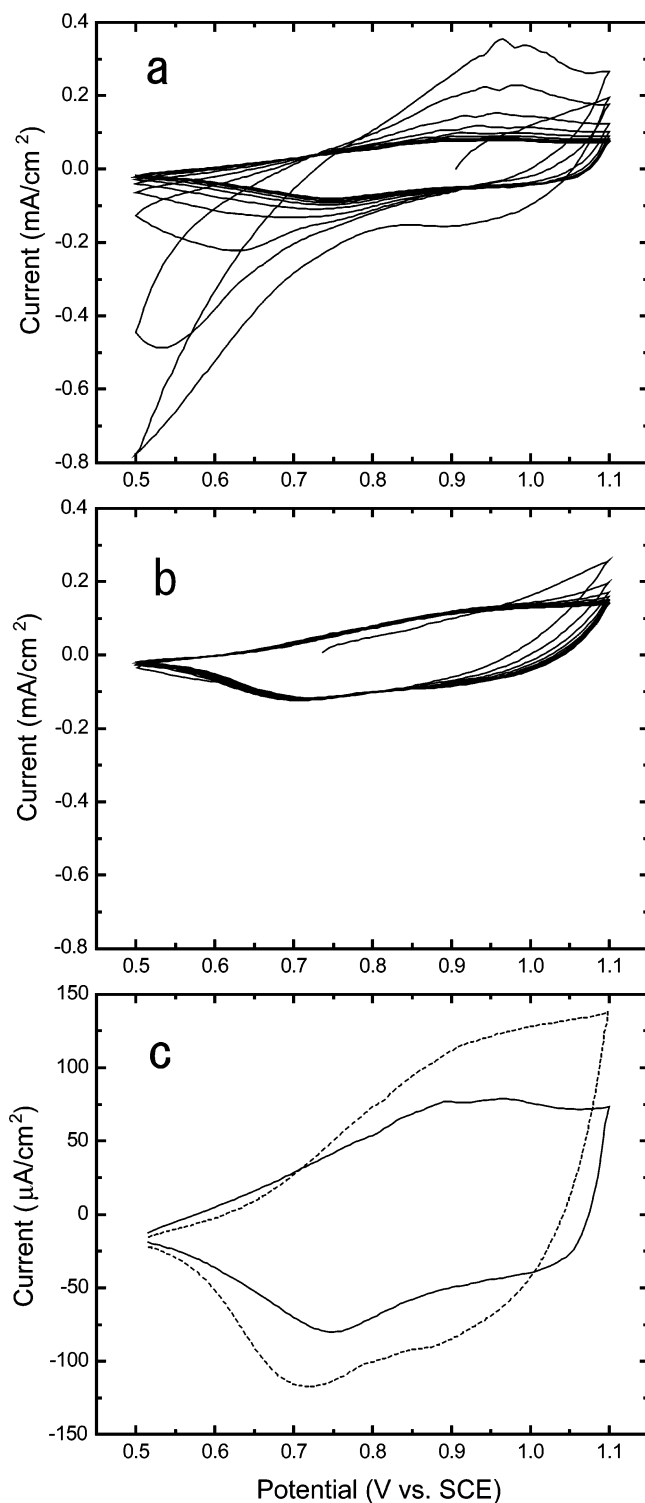 a
0.4
0.2
0.0
-0.2
-0.4
-0.6
-0.8
Current (mA/cm²)
0.5 0.6 0.7 0.8 0.9 1.0 1.1
b
0.4
0.2
0.0
-0.2
-0.4
-0.6
-0.8
Current (mA/cm²)
0.5 0.6 0.7 0.8 0.9 1.0 1.1
c
150
100
50
0
-50
-100
-150
Current (μA/cm²)
0.5 0.6 0.7 0.8 0.9 1.0 1.1
Potential (V vs. SCE)